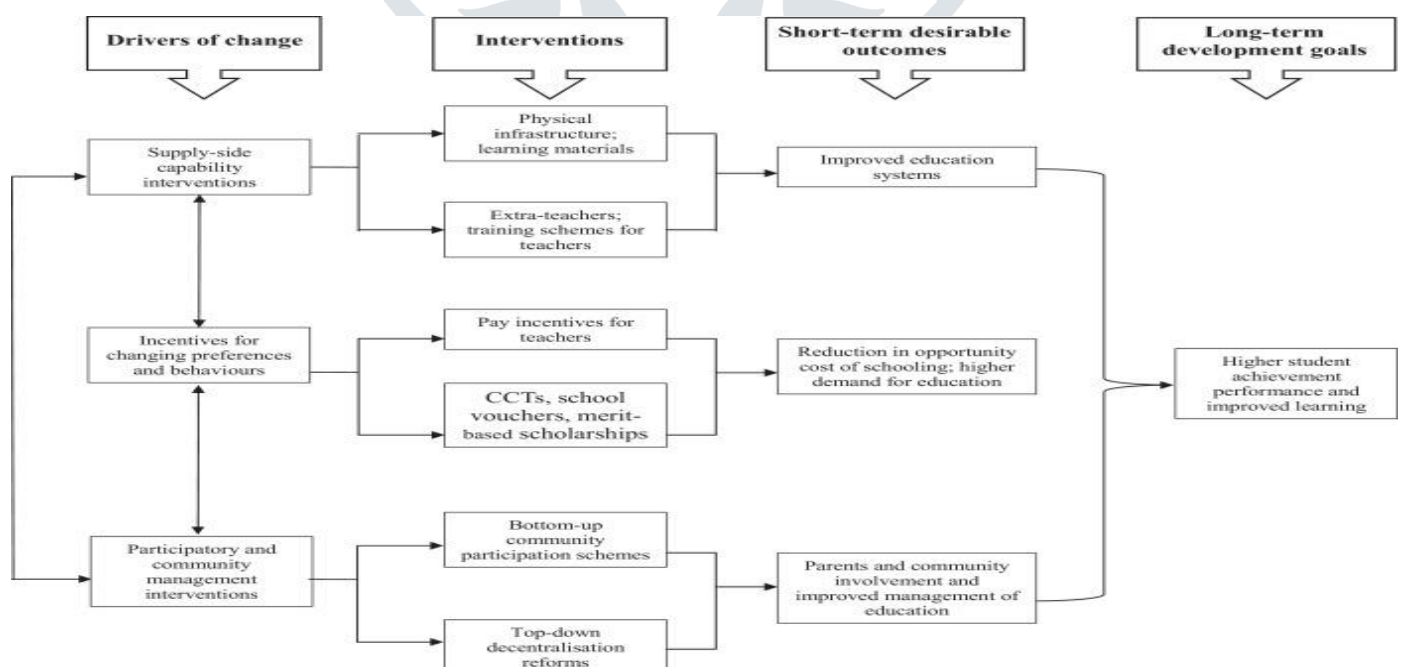 Drivers of change
Interventions
Short-term desirable
outcomes
Long-term
development goals
Supply-side
capability
interventions
Physical
infrastructure;
learning materials
Extra-teachers;
training schemes for
teachers
Improved education
systems
Incentives for
changing preferences
and behaviours
Pay incentives for
teachers
CCTs, school
vouchers, merit-
based scholarships
Reduction in opportunity
cost of schooling; higher
demand for education
Higher student
achievement
performance and
improved learning
Participatory and
community
management
interventions
Bottom-up
community
participation schemes
Top-down
decentralisation
reforms
Parents and community
involvement and
improved management of
education